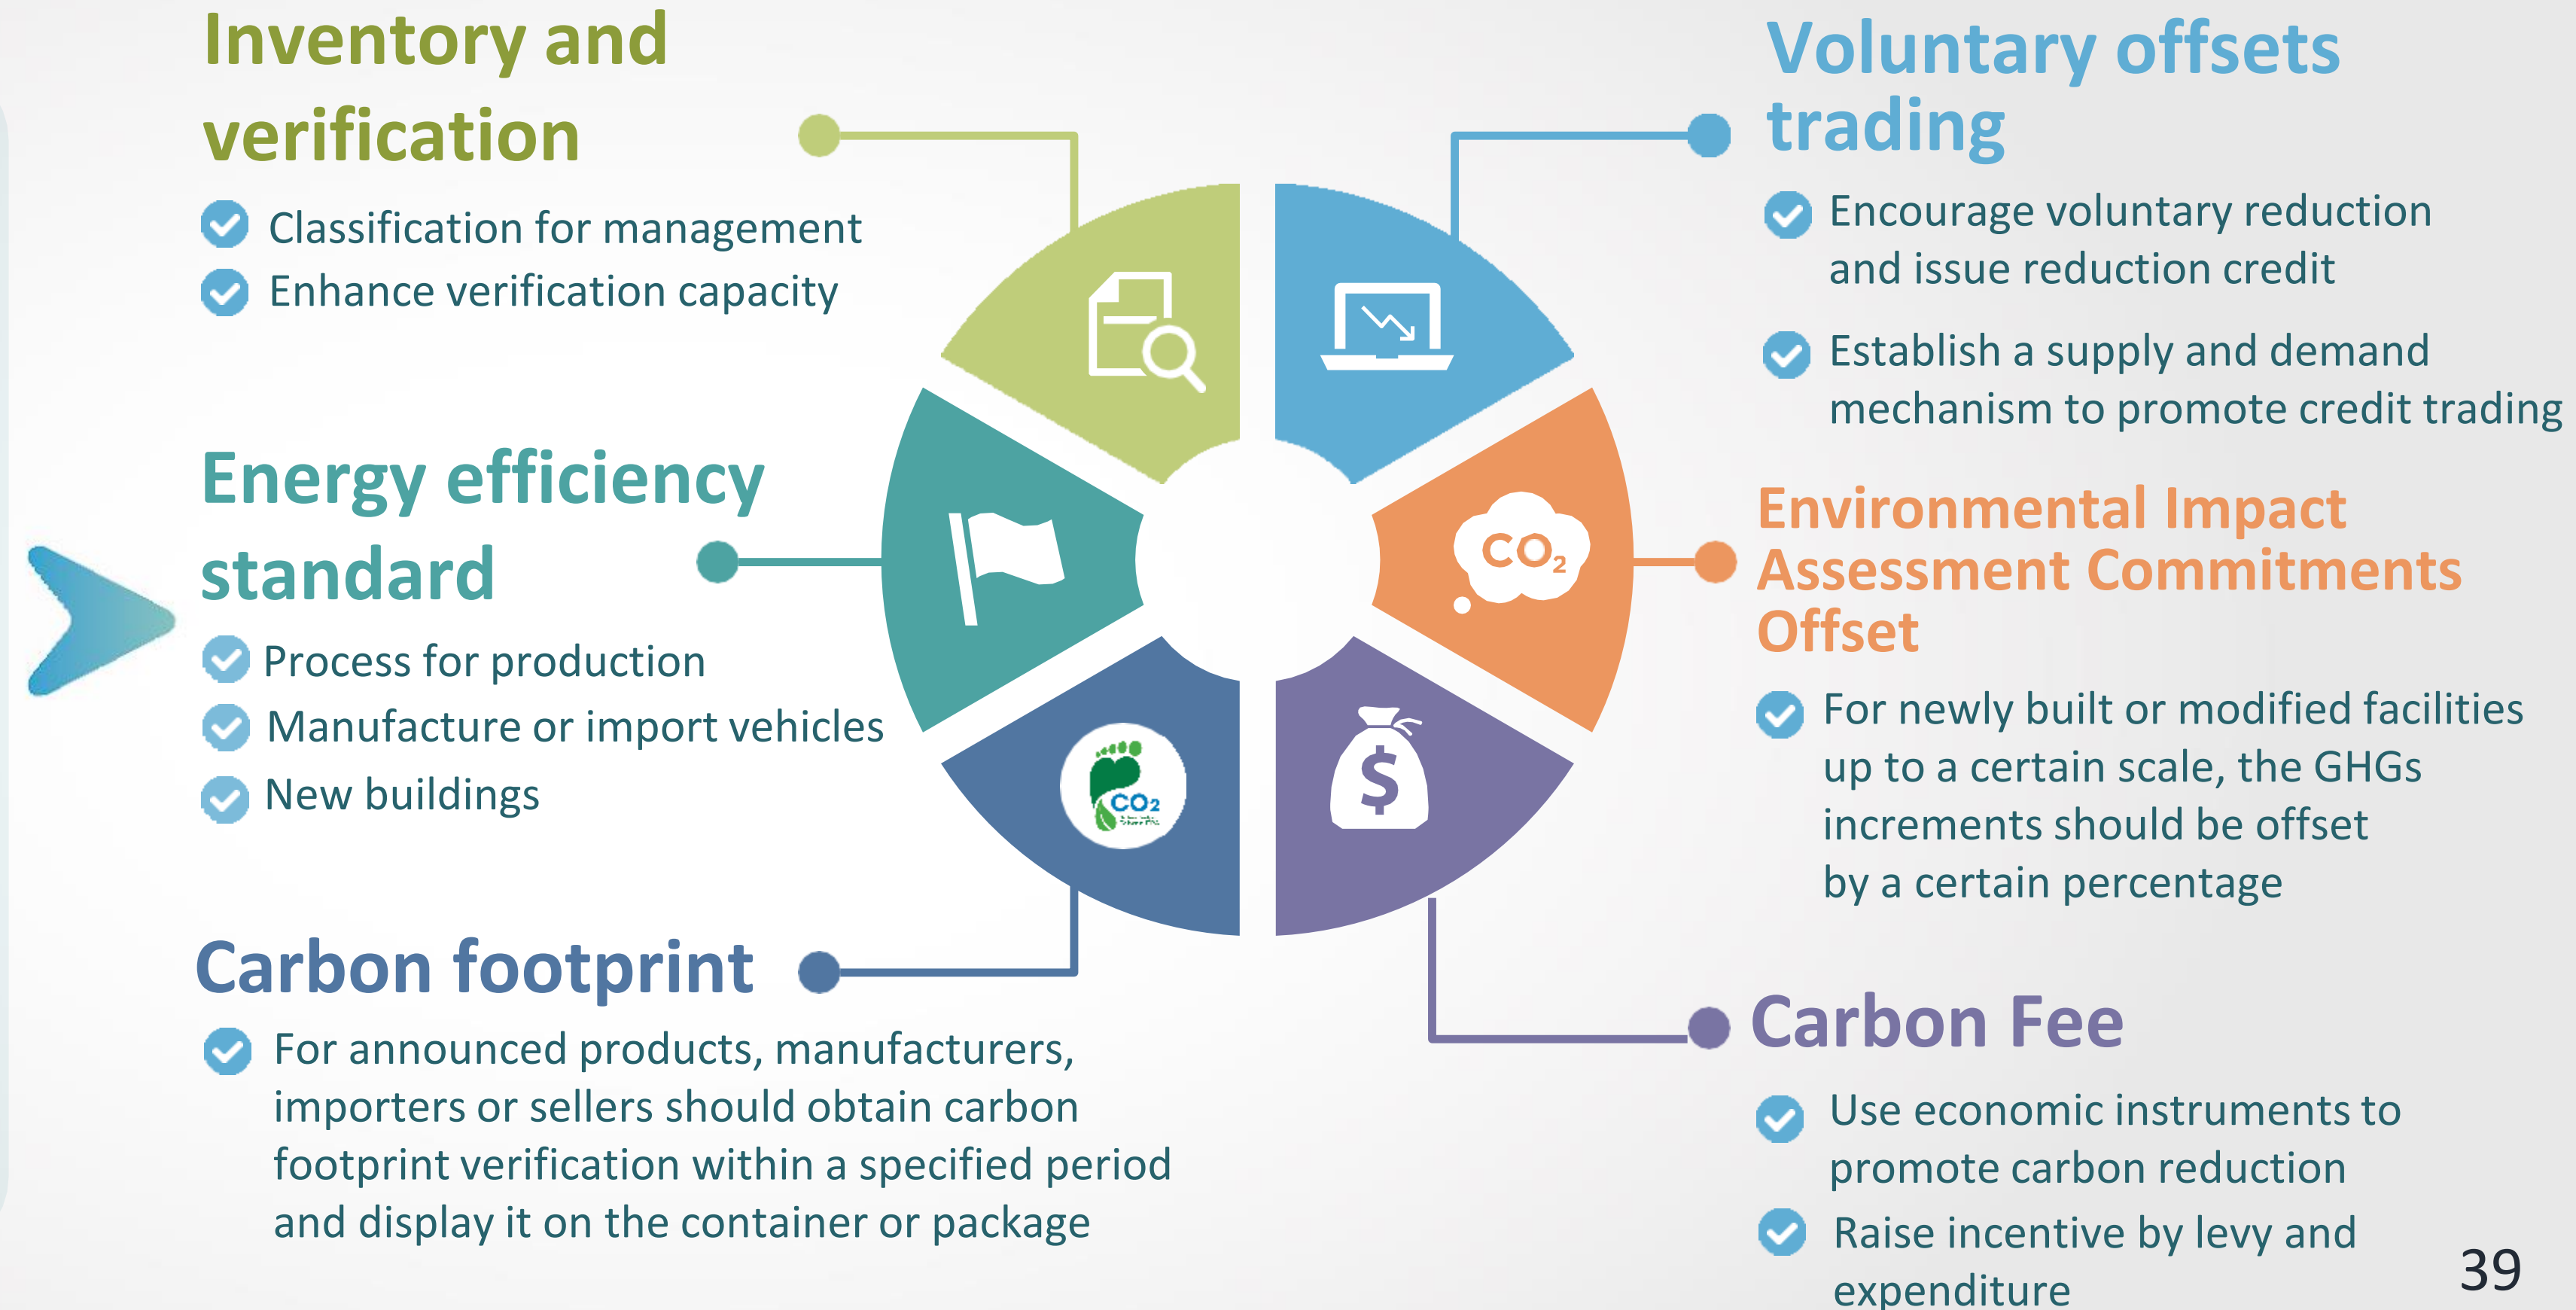 Inventory and
verification
Classification for management
Enhance verification capacity
Energy efficiency
standard
Process for production
Manufacture or import vehicles
New buildings
Carbon footprint
For announced products, manufacturers,
importers or sellers should obtain carbon
footprint verification within a specified period
and display it on the container or package
CO2
$
CO₂
Voluntary offsets
trading
Encourage voluntary reduction
and issue reduction credit
Establish a supply and demand
mechanism to promote credit trading
Environmental Impact
Assessment Commitments
Offset
For newly built or modified facilities
up to a certain scale, the GHGs
increments should be offset
by a certain percentage
Carbon Fee
Use economic instruments to
promote carbon reduction
Raise incentive by levy and
expenditure
39